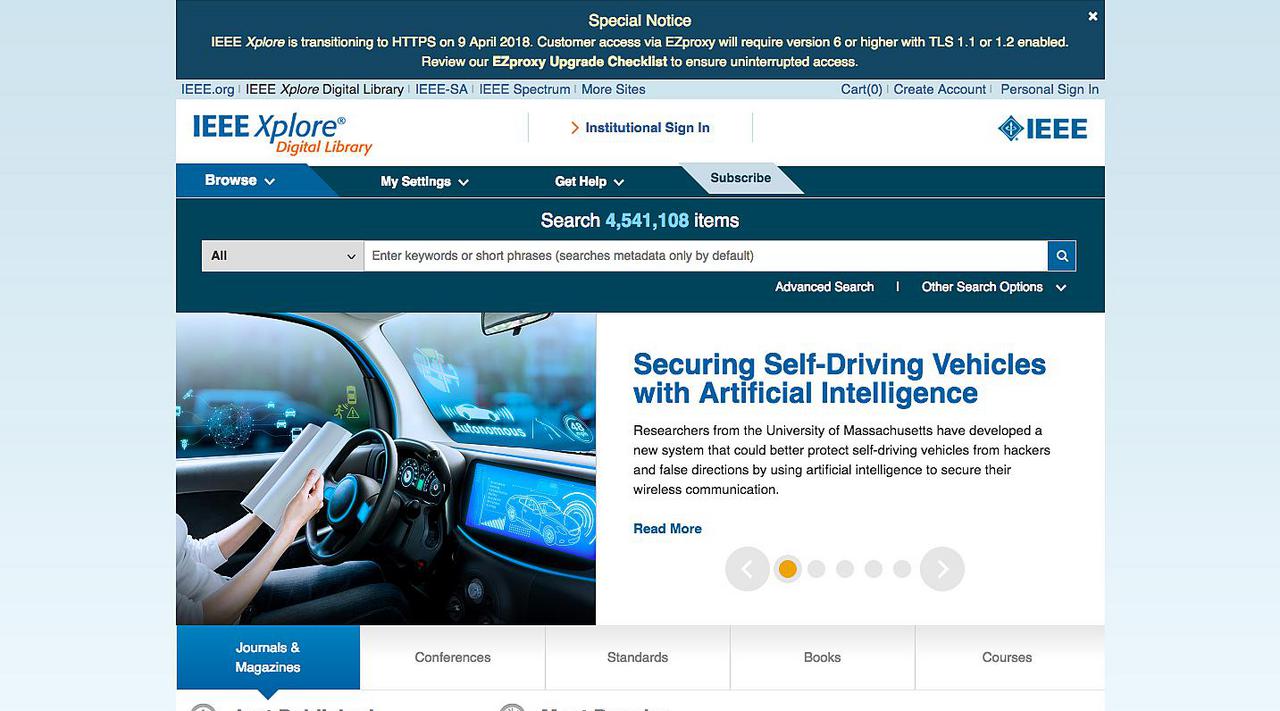 Special Notice
IEEE Xplore is transitioning to HTTPS on 9 April 2018. Customer access via EZproxy will require version 6 or higher with TLS 1.1 or 1.2 enabled.
Review our EZproxy Upgrade Checklist to ensure uninterrupted access.
IEEE.org | IEEE Xplore Digital Library | IEEE-SA | IEEE Spectrum | More Sites
Cart(0) | Create Account | Personal Sign In
IEEE Xplore®
Digital Library
Institutional Sign In
IEEE
Browse
My Settings
Get Help
Subscribe
Search 4,541,108 items
All
Enter keywords or short phrases (searches metadata only by default)
Advanced Search | Other Search Options
Autonomous
48
Securing Self-Driving Vehicles
with Artificial Intelligence
Researchers from the University of Massachusetts have developed a
new system that could better protect self-driving vehicles from hackers
and false directions by using artificial intelligence to secure their
wireless communication.
Read More
Journals &
Magazines
Conferences
Standards
Books
Courses